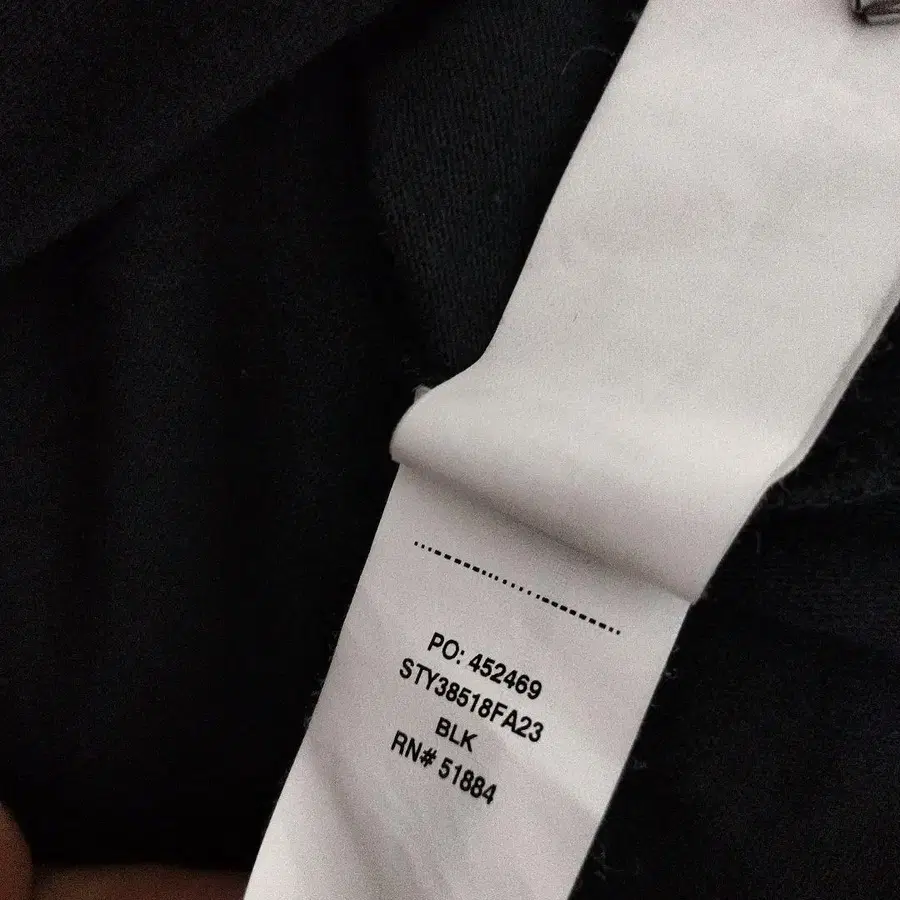 PO: 452469
STY38518FA23
BLK
RN# 51884